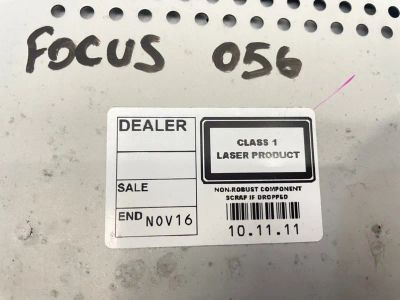 FOCUS 056
DEALER
CLASS 1
LASER PRODUCT
SALE
NON-ROBUST COMPONENT
SCRAP IF DROPPED
END NOV16
10.11.11